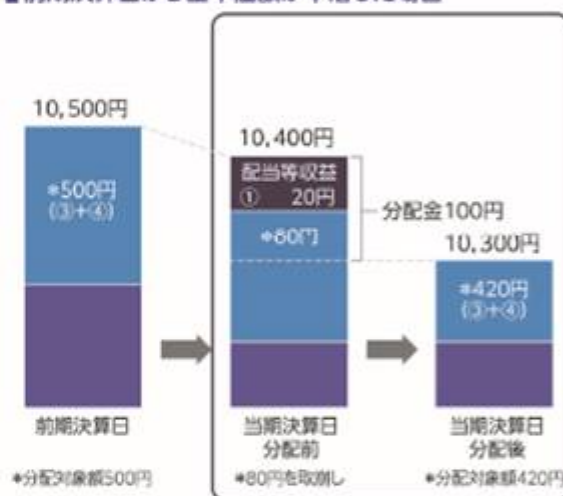 10,500円
*500円
(③+④)
前期決算日
*分配対象額500円
10,400円
配当等収益
① 20円
*80円
分配金100円
当期決算日
分配前
*80円を取崩し
10,300円
*420円
(③+④)
当期決算日
分配後
*分配対象額420円